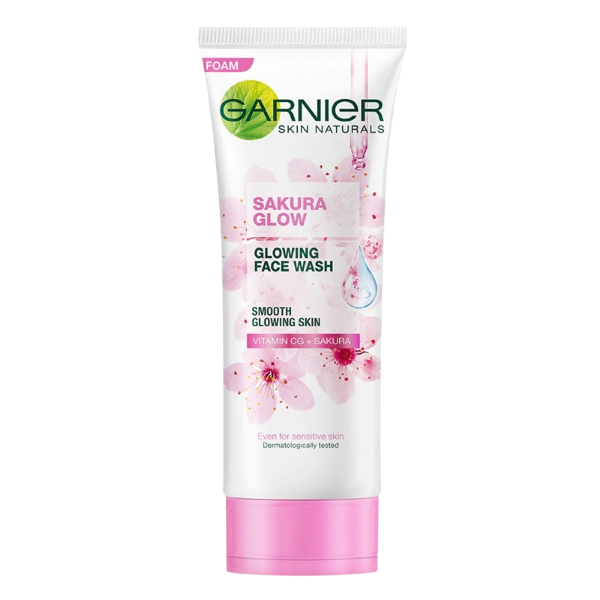 FOAM
GARNIER
SKIN NATURALS
SAKURA
GLOW
GLOWING
FACE WASH
SMOOTH
GLOWING SKIN
VITAMIN CG + SAKURA
Even for sensitive skin
Dermatologically tested